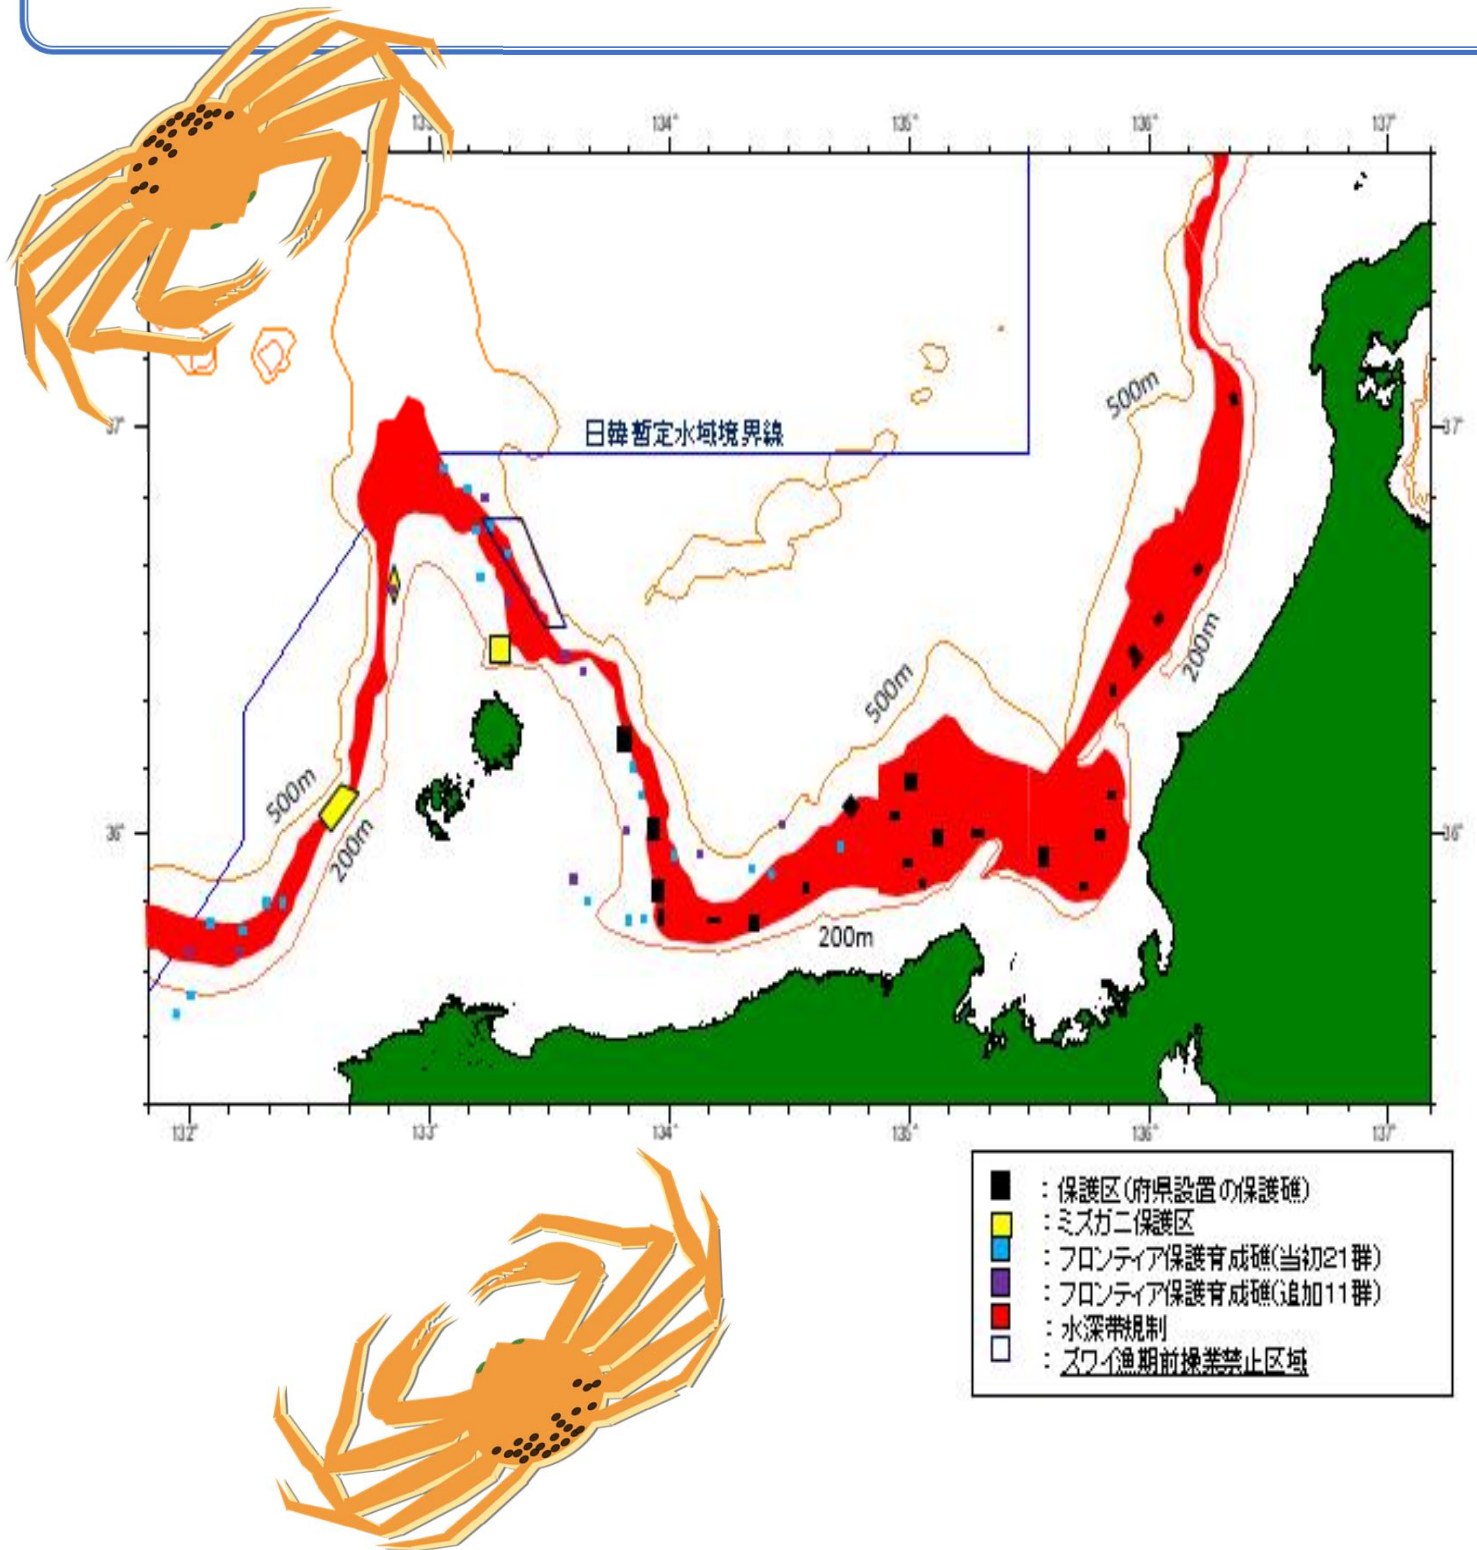 133°
134°
135°
136°
137°
500m
37°
37°
日韓暫定水域境界線
200m
500m
500m
36°
200m
36°
200m
132°
133°
134°
135°
136°
137°
：保護区(府県設置の保護礁)
：ミズガニ保護区
：フロンティア保護育成礁(当初21群)
：フロンティア保護育成礁(追加11群)
：水深帯規制
：ズワイ漁期前操業禁止区域